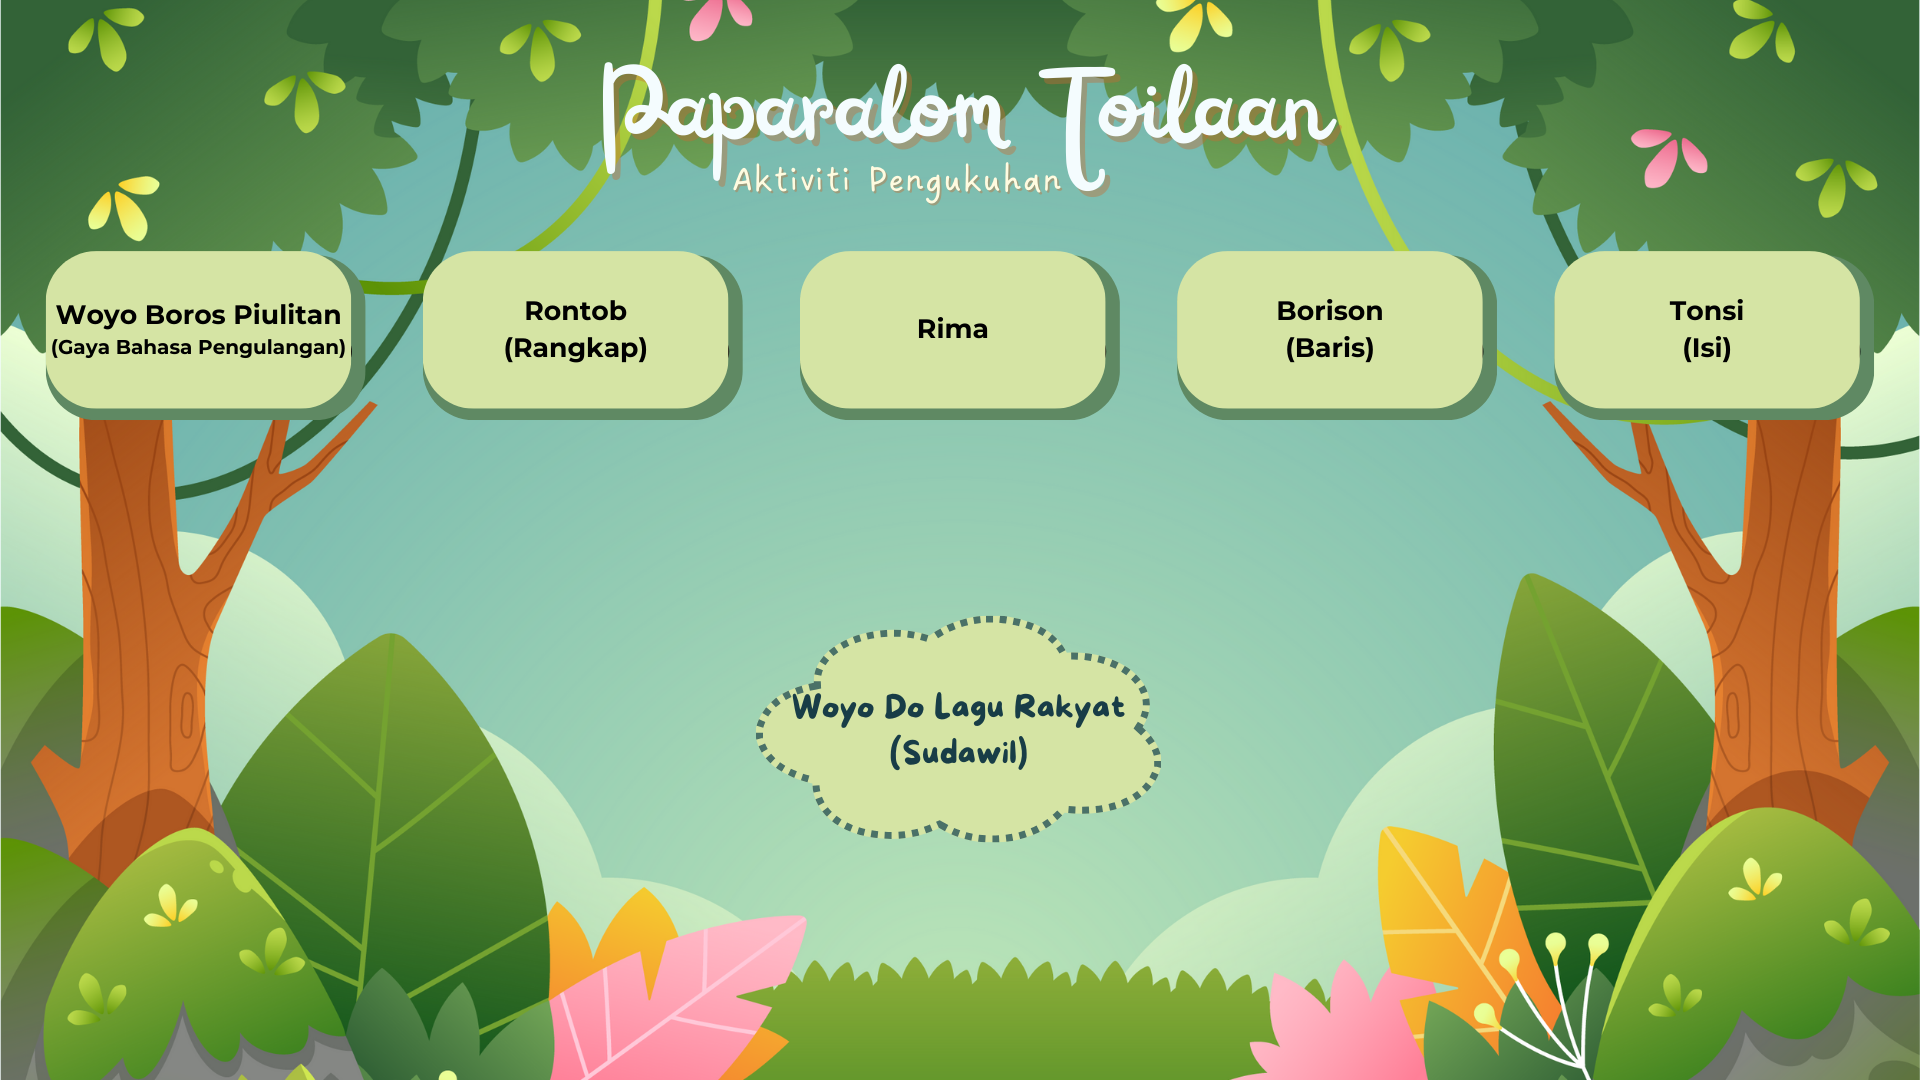 Paparalom Toilaan
Aktiviti Pengukuhan
Woyo Boros Piulitan
(Gaya Bahasa Pengulangan)
Rontob
(Rangkap)
Rima
Borison
(Baris)
Tonsi
(Isi)
Woyo Do Lagu Rakyat
(Sudawil)